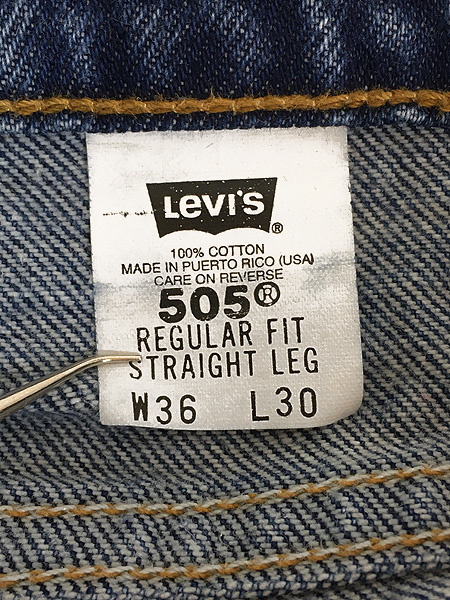 LEVI'S ®
100% COTTON
MADE IN PUERTO RICO (USA)
CARE ON REVERSE
505®
REGULAR FIT
STRAIGHT LEG
W36 L30